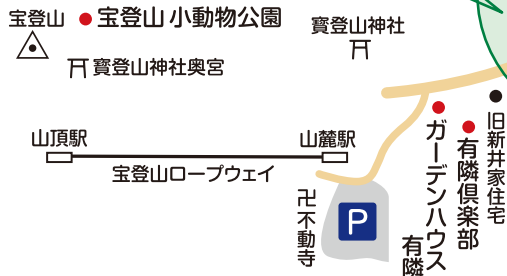 宝登山
宝登山 小動物公園
寳登山神社
寳登山神社奥宮
山頂駅
山麓駅
宝登山ロープウェイ
旧新井家住宅
有隣倶楽部
ガーデンハウス
有隣
卍不動寺
P